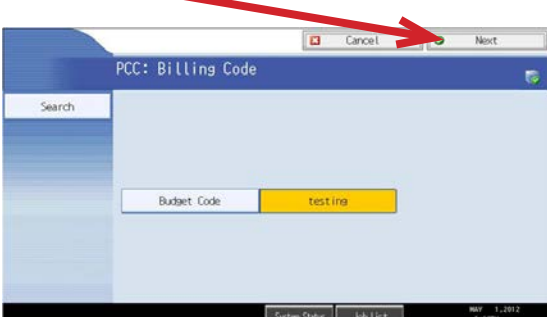 Cancel
Next
PCC: Billing Code
Search
Budget Code
testing
System Status
Job List
MAY 1,2012